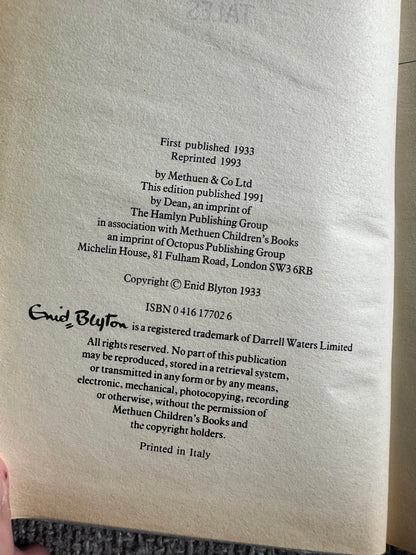 TALES
First published 1933
Reprinted 1993
by Methuen & Co Ltd
This edition published 1991
by Dean, an imprint of
The Hamlyn Publishing Group
in association with Methuen Children's Books
an imprint of Octopus Publishing Group
Michelin House, 81 Fulham Road, London SW3 6RB
Copyright © Enid Blyton 1933
ISBN 0 416 17702 6
Enid Blyton is a registered trademark of Darrell Waters Limited
All rights reserved. No part of this publication
may be reproduced, stored in a retrieval system,
or transmitted in any form or by any means,
electronic, mechanical, photocopying, recording
or otherwise, without the permission of
Methuen Children's Books and
the copyright holders.
Printed in Italy